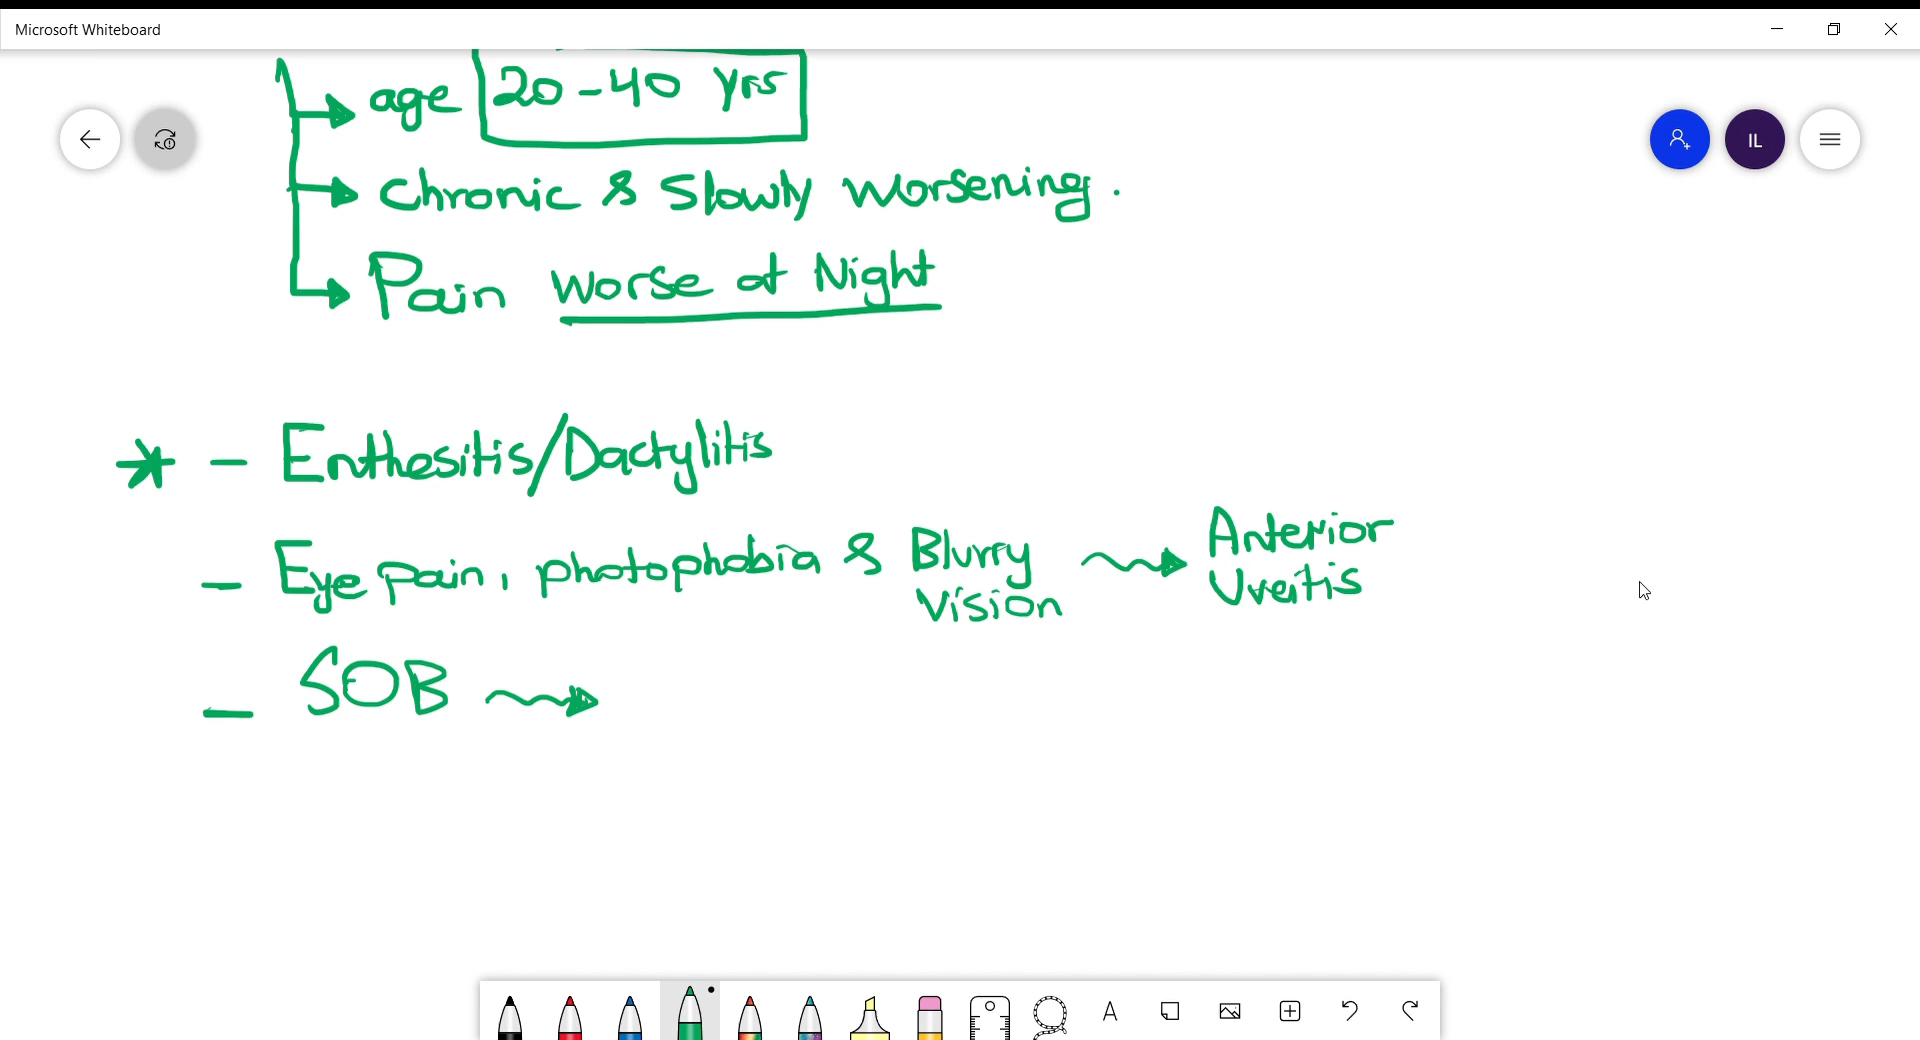 Microsoft Whiteboard
age 20-40 yrs
IL
Chronic & Slowly Worsening.
Pain Worse at Night
* - Enthesitis/Dactylitis
- Eye pain, photophobia & Blurry Vision
Anterior Uveitis
- SOB
A